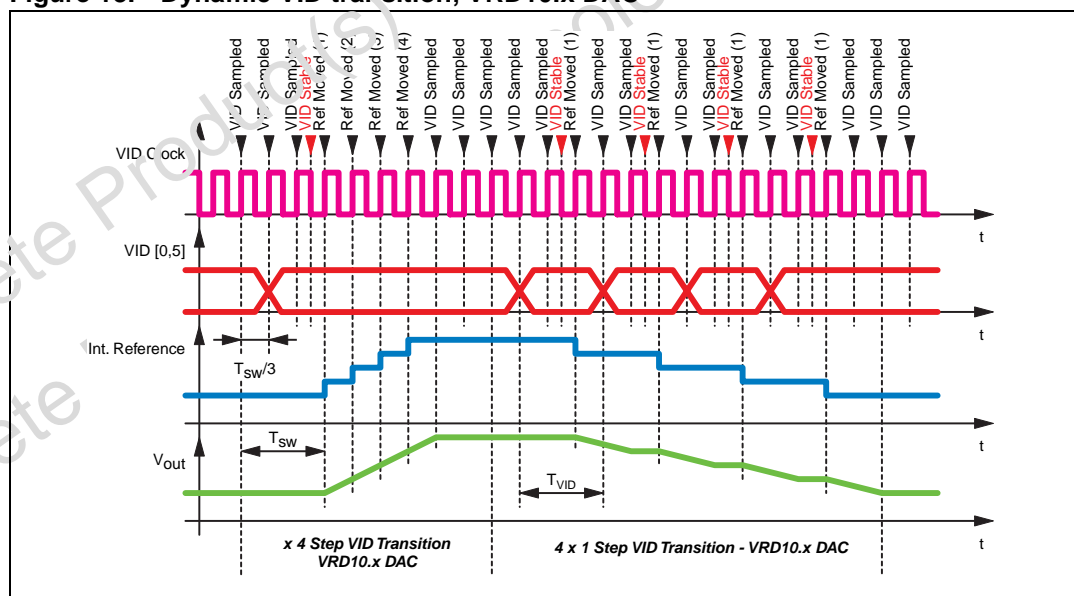 VID Sampled
VID Sampled
VID Sampled
VID Stable
Ref Moved (1)
Ref Moved (2
Ref Moved (3)
Ref Moved (4)
VID Sampled
VID Sampled
VID Sampled
VID Sampled
VID Sampled
VID Stable
Ref Moved (1)
VID Sampled
VID Sampled
VID Stable
Ref Moved (1)
VID Sampled
VID Sampled
VID Stable
Ref Moved (1)
VID Sampled
VID Sampled
VID Stable
Ref Moved (1)
VID Sampled
VID Sampled
VID Clock
t
VID [0,5]
t
Int. Reference
TSW/3
t
TSW
Vout
TVID
t
x 4 Step VID Transition
VRD10.x DAC
4 x 1 Step VID Transition - VRD10.x DAC
ete Product(s)
ete